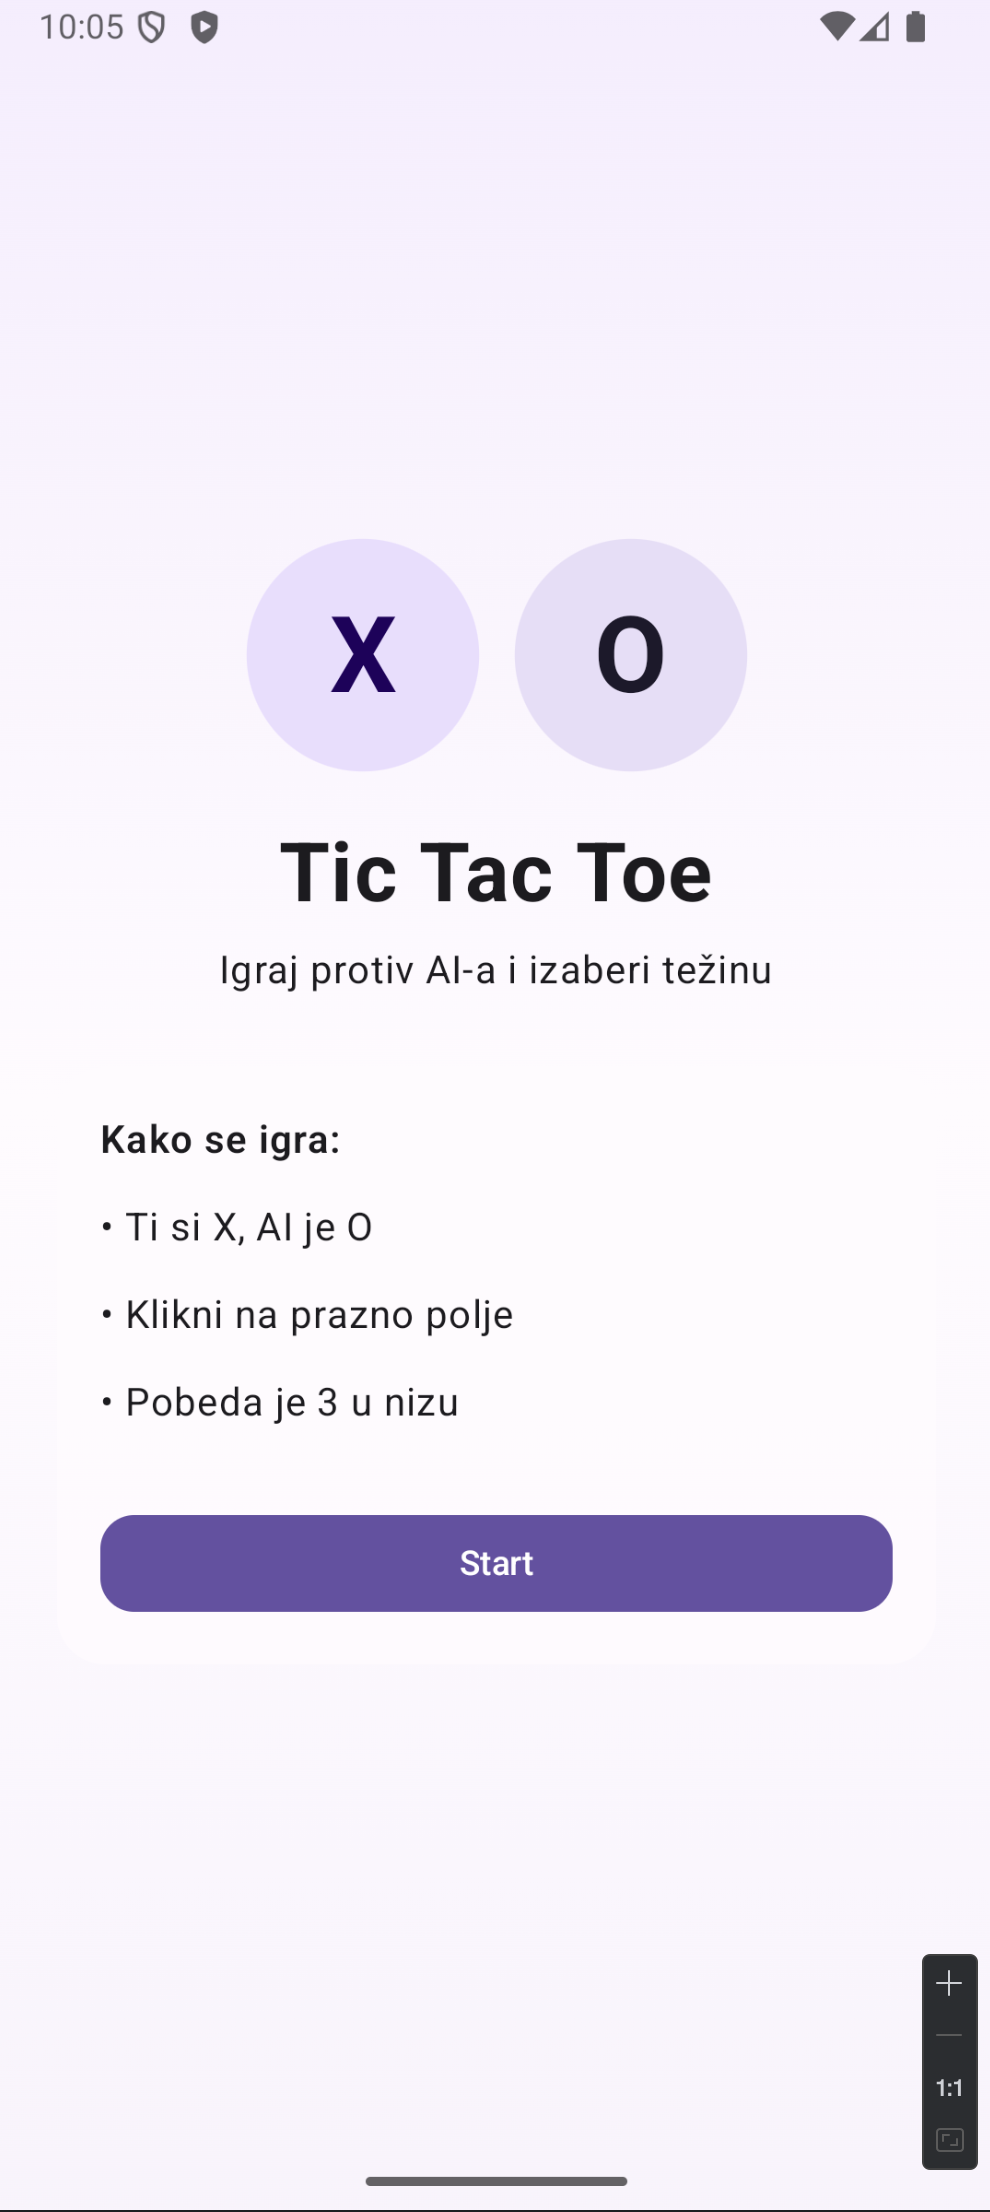 10:05
X O
Tic Tac Toe
Igraj protiv AI-a i izaberi težinu
Kako se igra:
• Ti si X, AI je O
• Klikni na prazno polje
• Pobeda je 3 u nizu
Start
1:1